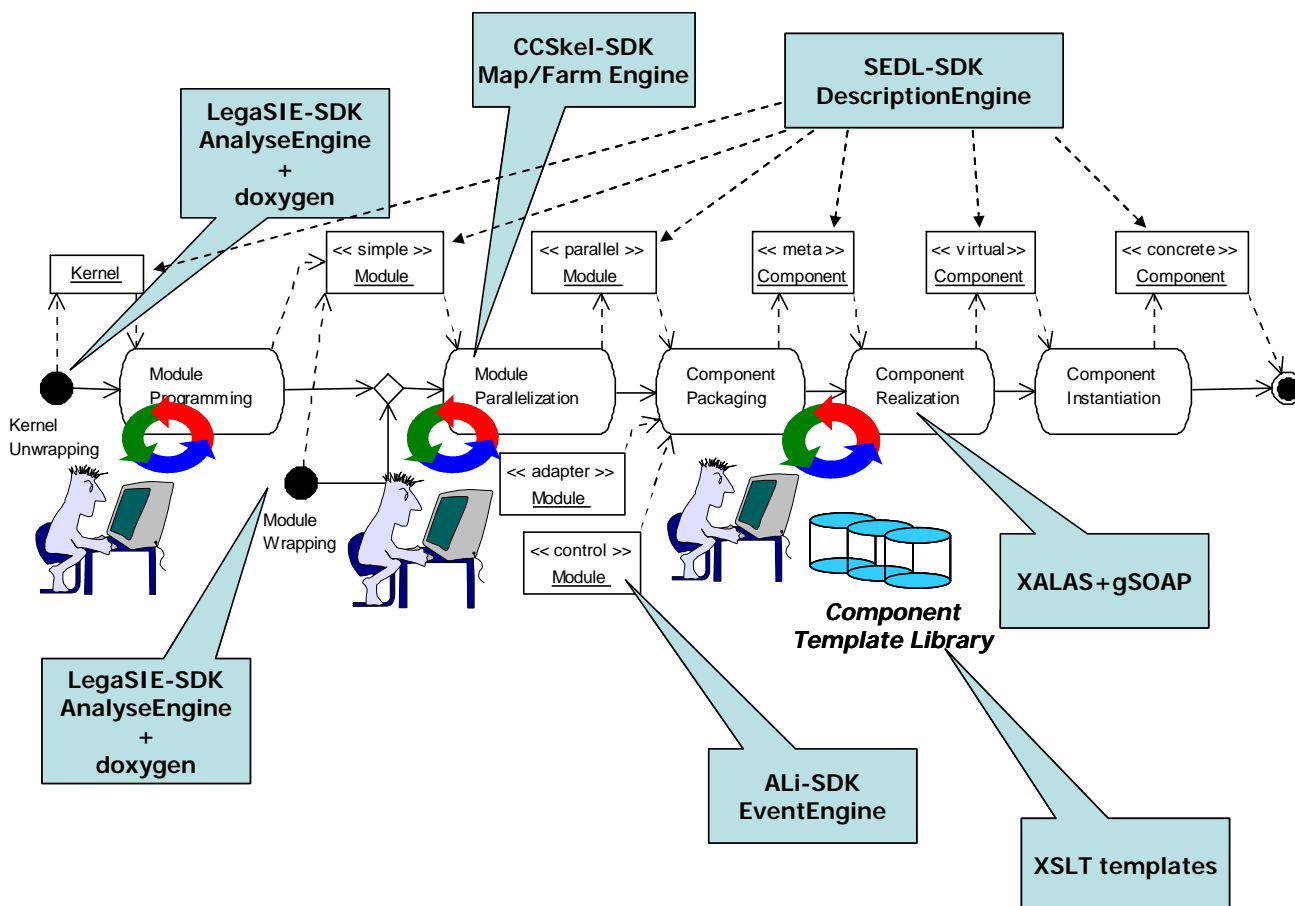 CCSkel-SDK
Map/Farm Engine
SEDL-SDK
DescriptionEngine
LegaSIE-SDK
AnalyseEngine
+
doxygen
Kernel
<< simple >>
Module
<< parallel >>
Module
<< meta >>
Component
<< virtual>>
Component
<< concrete >>
Component
Module
Programming
Module
Parallelization
Component
Packaging
Component
Realization
Component
Instantiation
Kernel
Unwrapping
Module
Wrapping
<< adapter >>
Module
<< control >>
Module
Component
Template Library
XALAS+gSOAP
LegaSIE-SDK
AnalyseEngine
+
doxygen
ALi-SDK
EventEngine
XSLT templates